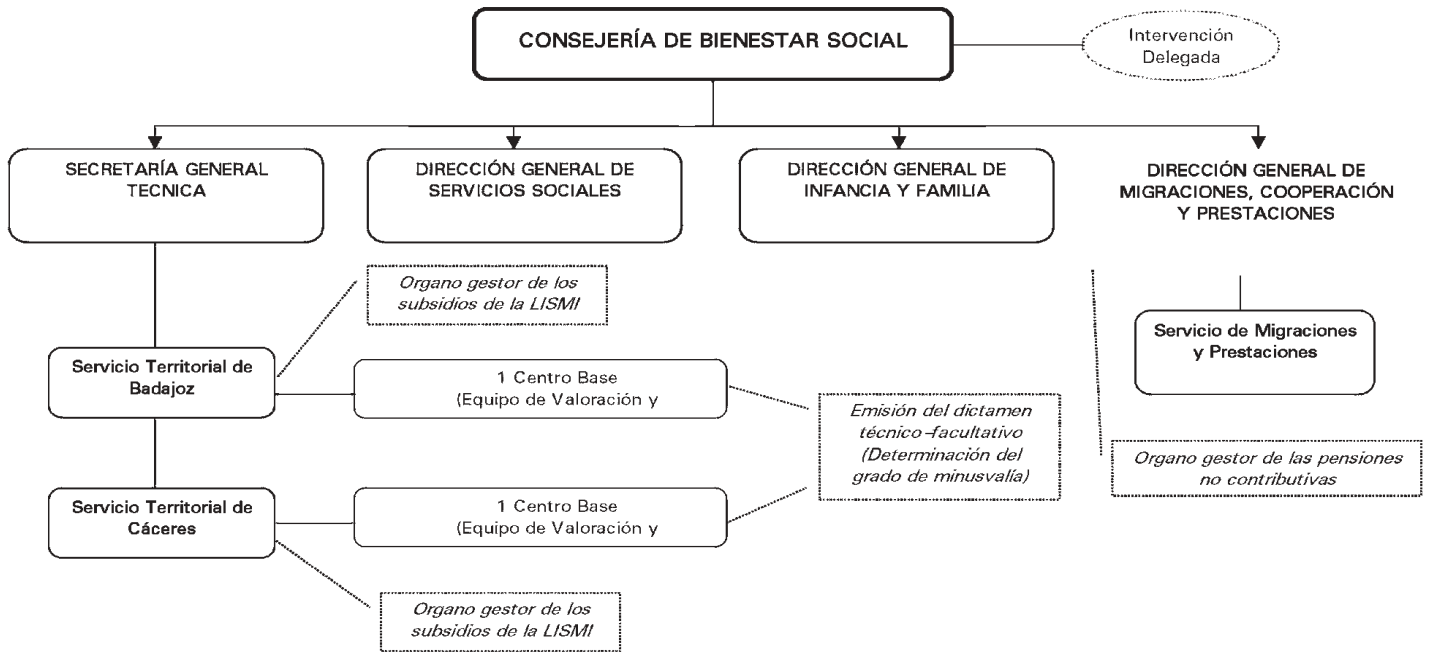 CONSEJERÍA DE BIENESTAR SOCIAL
Intervención
Delegada
SECRETARÍA GENERAL
TECNICA
DIRECCIÓN GENERAL DE
SERVICIOS SOCIALES
DIRECCIÓN GENERAL DE
INFANCIA Y FAMILIA
DIRECCIÓN GENERAL DE
MIGRACIONES, COOPERACIÓN
Y PRESTACIONES
Organo gestor de los
subsidios de la LISMI
Servicio de Migraciones
y Prestaciones
Servicio Territorial de
Badajoz
1 Centro Base
(Equipo de Valoración y
Emisión del dictamen
técnico-facultativo
(Determinación del
grado de minusvalía)
Organo gestor de las pensiones
no contributivas
Servicio Territorial de
Cáceres
1 Centro Base
(Equipo de Valoración y
Organo gestor de los
subsidios de la LISMI